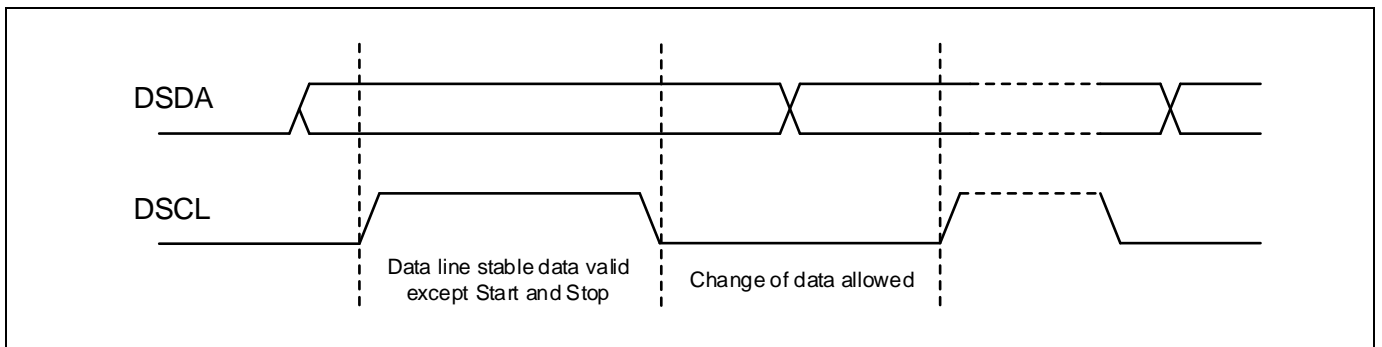 DSDA
DSCL
Data line stable data valid
except Start and Stop
Change of data allowed